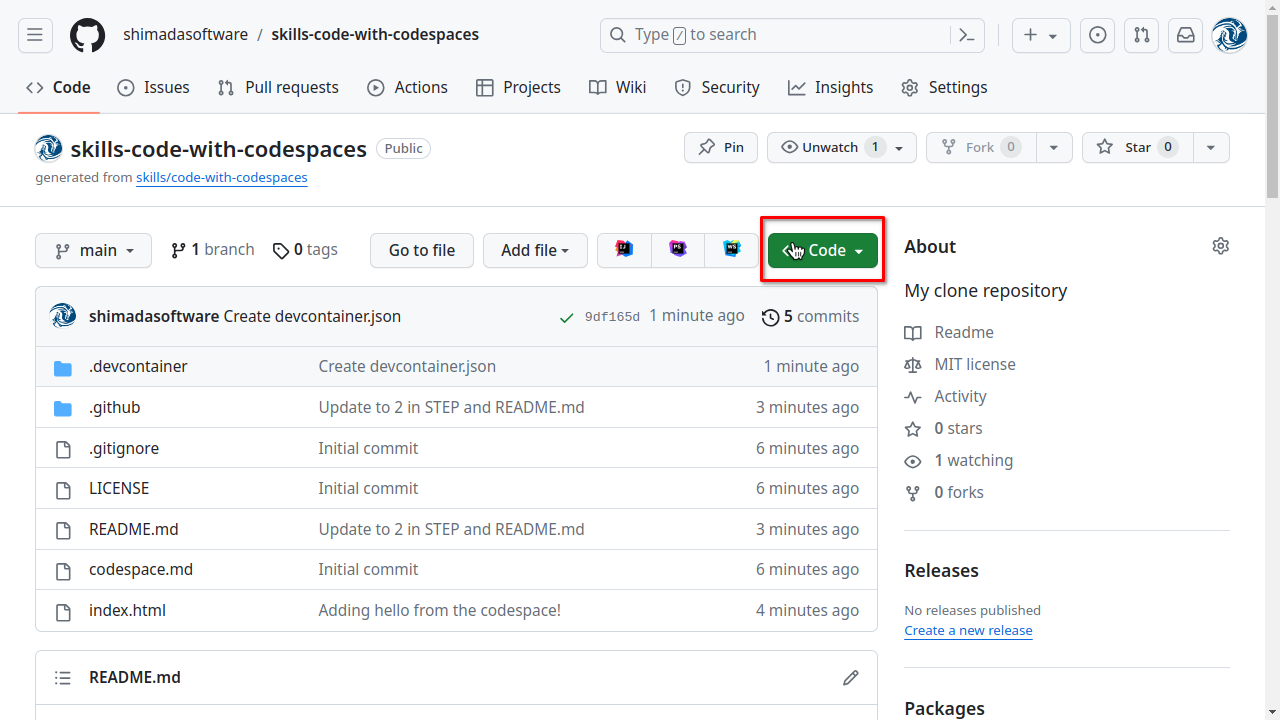 shimadasoftware / skills-code-with-codespaces
Type / to search
Code
Issues
Pull requests
Actions
Projects
Wiki
Security
Insights
Settings
skills-code-with-codespaces
Public
Pin
Unwatch 1
Fork 0
Star 0
generated from skills/code-with-codespaces
main
1 branch
0 tags
Go to file
Add file
IJ
PS
WS
Code
shimadasoftware Create devcontainer.json
9df165d 1 minute ago
5 commits
.devcontainer Create devcontainer.json 1 minute ago
.github Update to 2 in STEP and README.md 3 minutes ago
.gitignore Initial commit 6 minutes ago
LICENSE Initial commit 6 minutes ago
README.md Update to 2 in STEP and README.md 3 minutes ago
codespace.md Initial commit 6 minutes ago
index.html Adding hello from the codespace! 4 minutes ago
README.md
About
My clone repository
Readme
MIT license
Activity
0 stars
1 watching
0 forks
Releases
No releases published
Create a new release
Packages